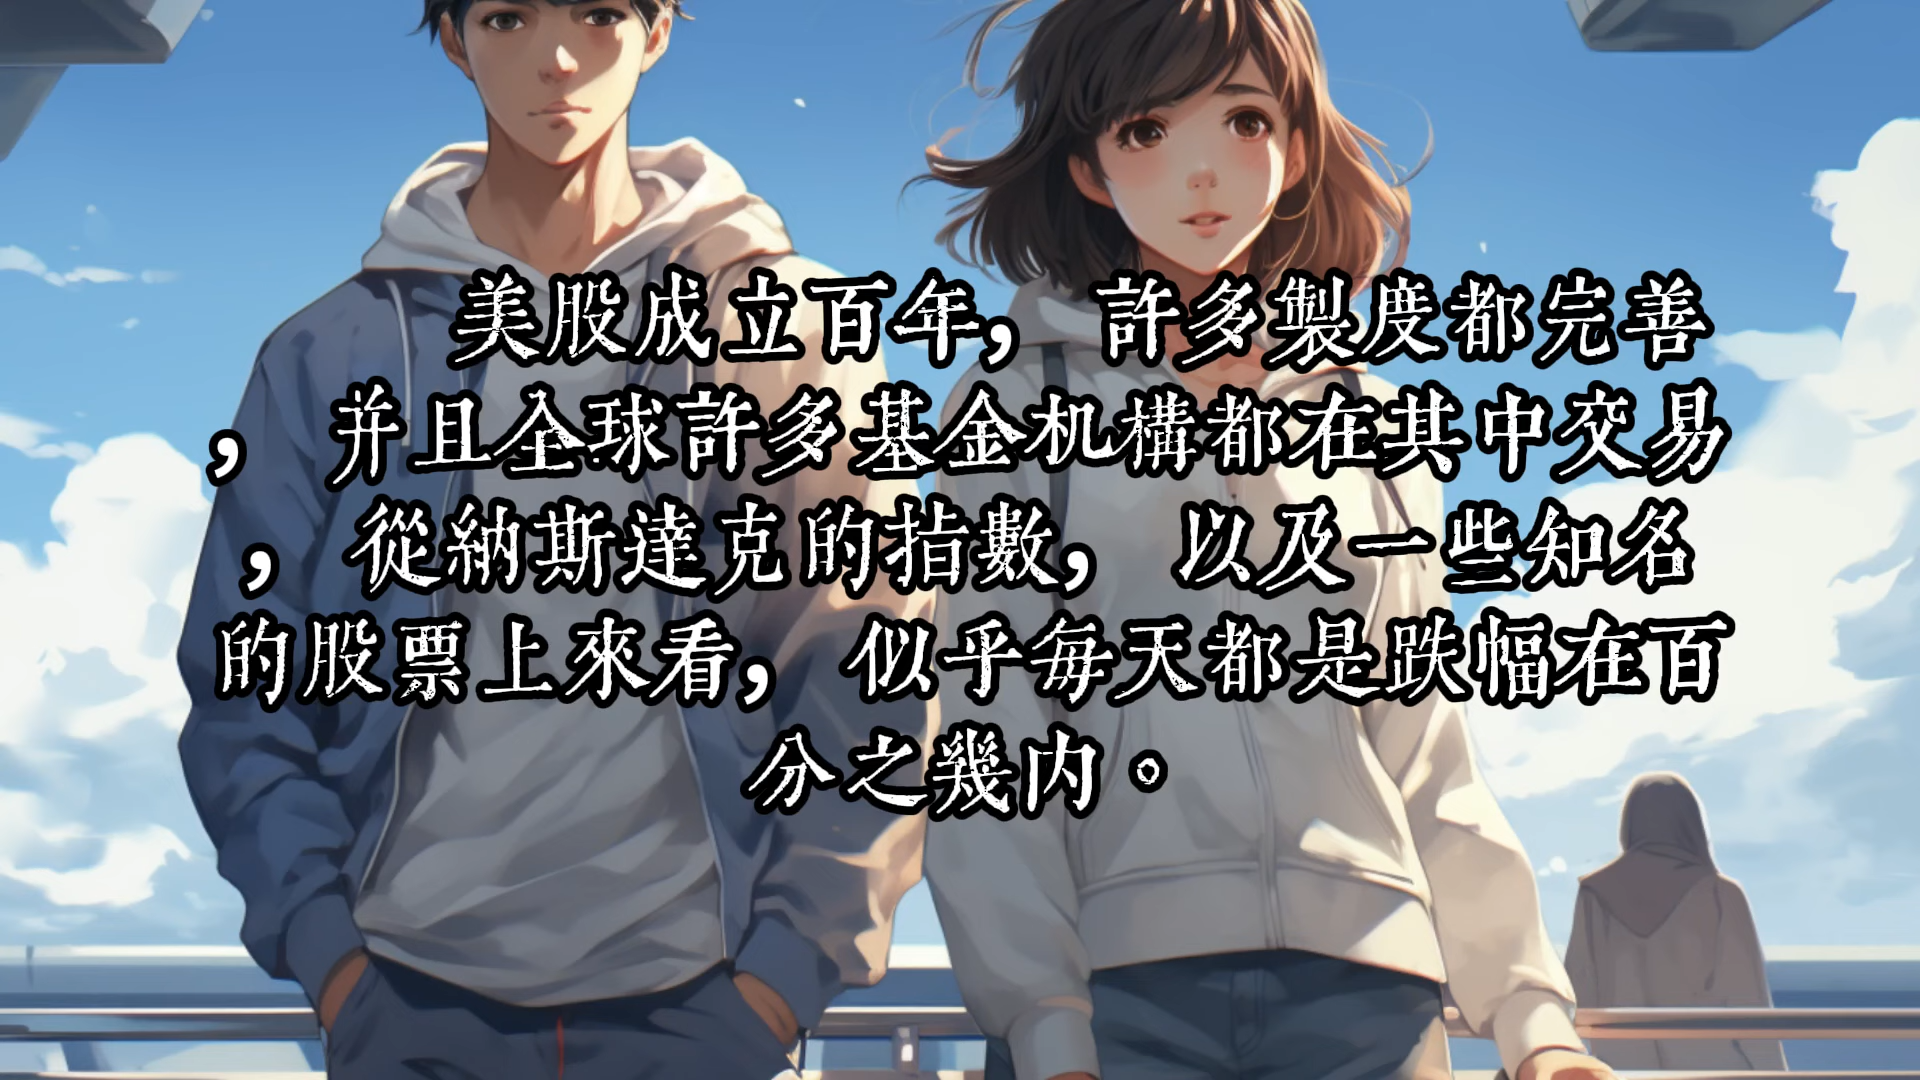 美股成立百年， 許多製度都完善
， 并且全球許多基金机構都在其中交易
， 從納斯達克的指數， 以及一些知名
的股票上來看， 似乎每天都是跌幅在百
分之幾内。